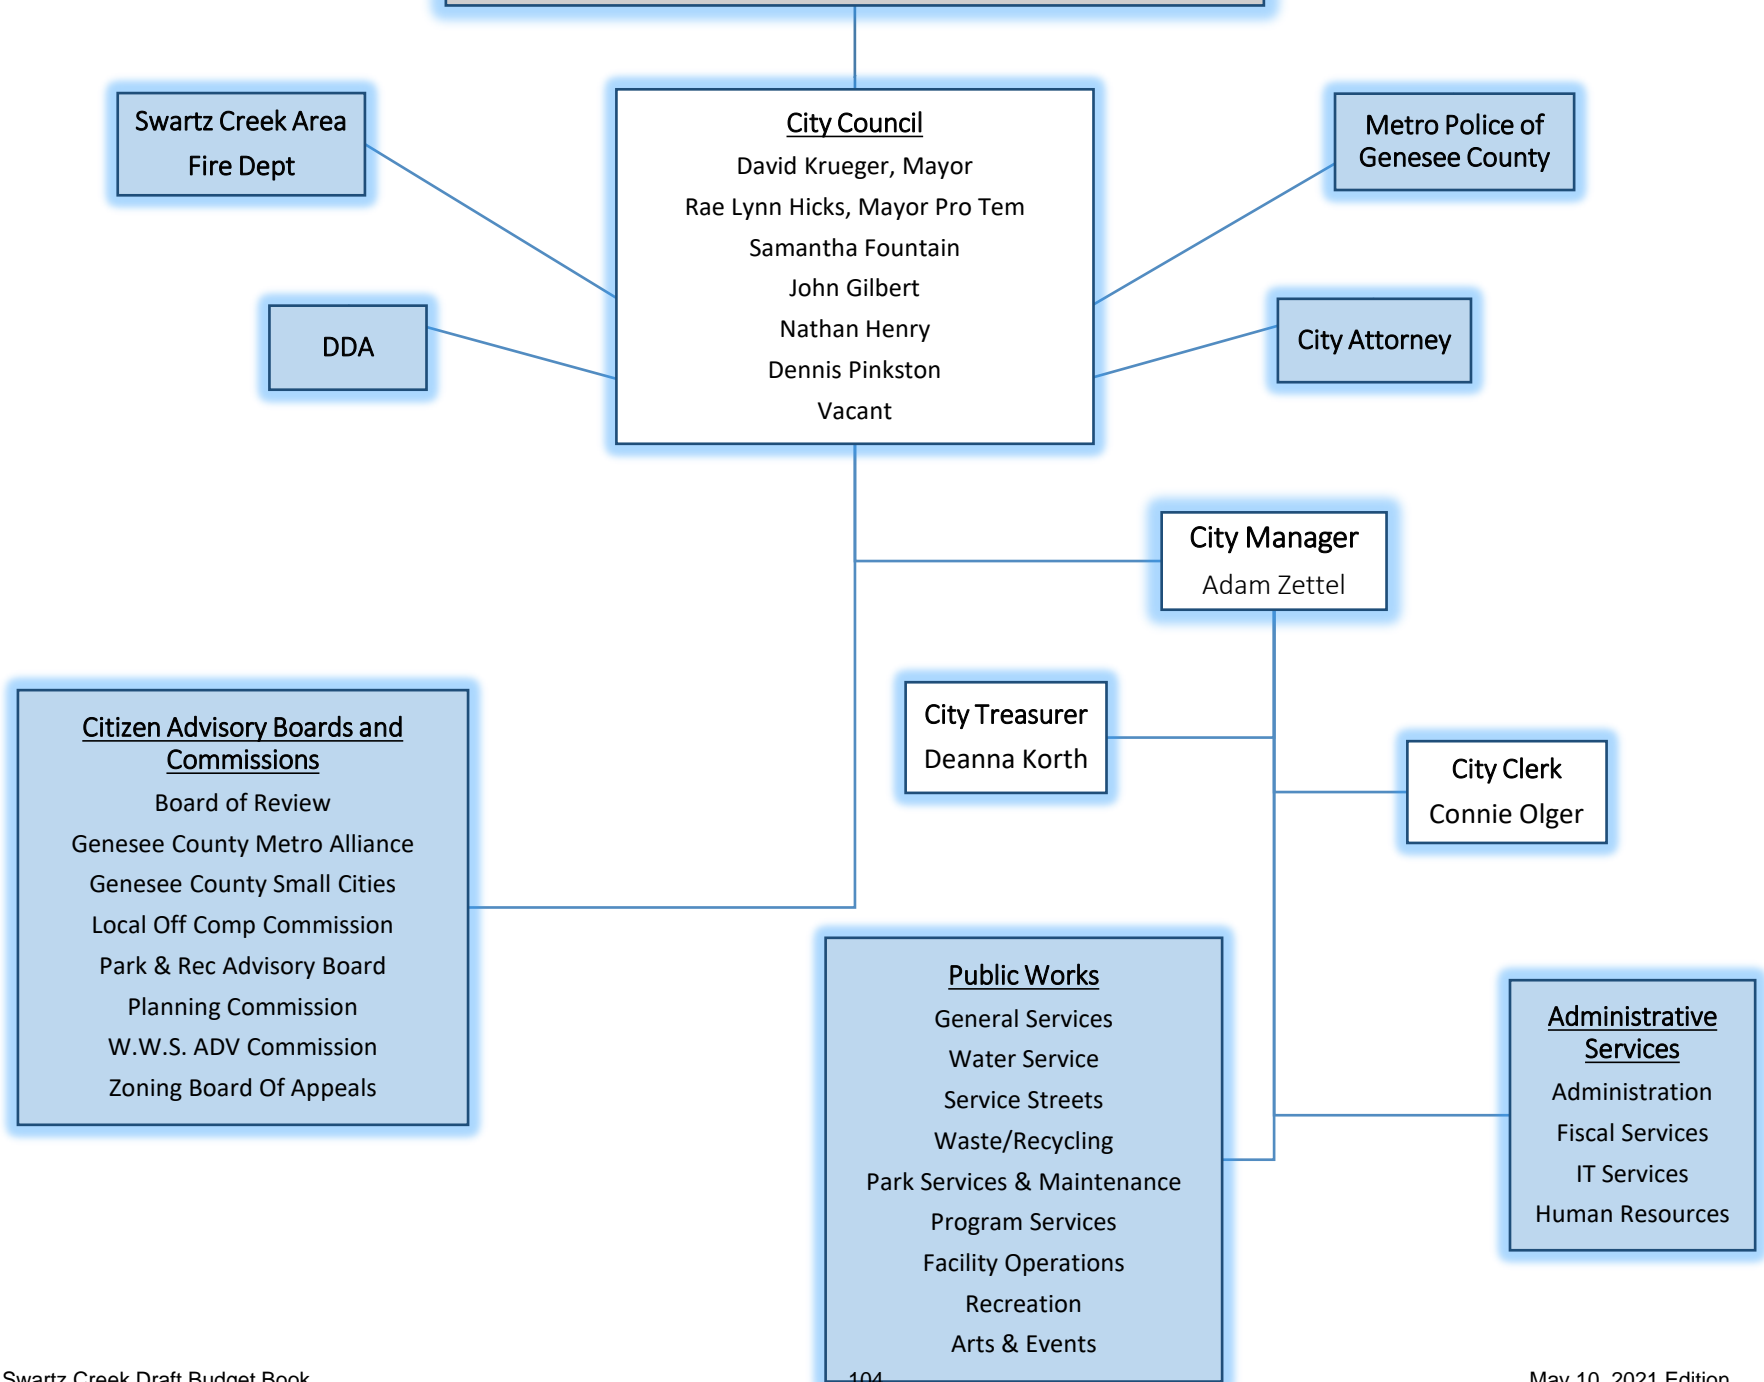 Swartz Creek Area
Fire Dept
City Council
David Krueger, Mayor
Rae Lynn Hicks, Mayor Pro Tem
Samantha Fountain
John Gilbert
Nathan Henry
Dennis Pinkston
Vacant
Metro Police of
Genesee County
DDA
City Attorney
City Manager
Adam Zettel
City Treasurer
Deanna Korth
City Clerk
Connie Olger
Citizen Advisory Boards and
Commissions
Board of Review
Genesee County Metro Alliance
Genesee County Small Cities
Local Off Comp Commission
Park & Rec Advisory Board
Planning Commission
W.W.S. ADV Commission
Zoning Board Of Appeals
Public Works
General Services
Water Service
Service Streets
Waste/Recycling
Park Services & Maintenance
Program Services
Facility Operations
Recreation
Arts & Events
Administrative
Services
Administration
Fiscal Services
IT Services
Human Resources
Swartz Creek Draft Budget Book
104
May 10, 2021 Edition